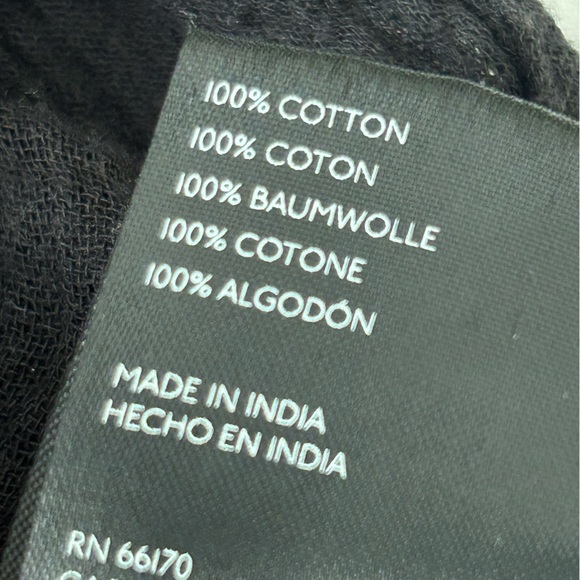 100% COTTON
100% COTON
100% BAUMWOLLE
100% COTONE
100% ALGODÓN
MADE IN INDIA
HECHO EN INDIA
RN 66170